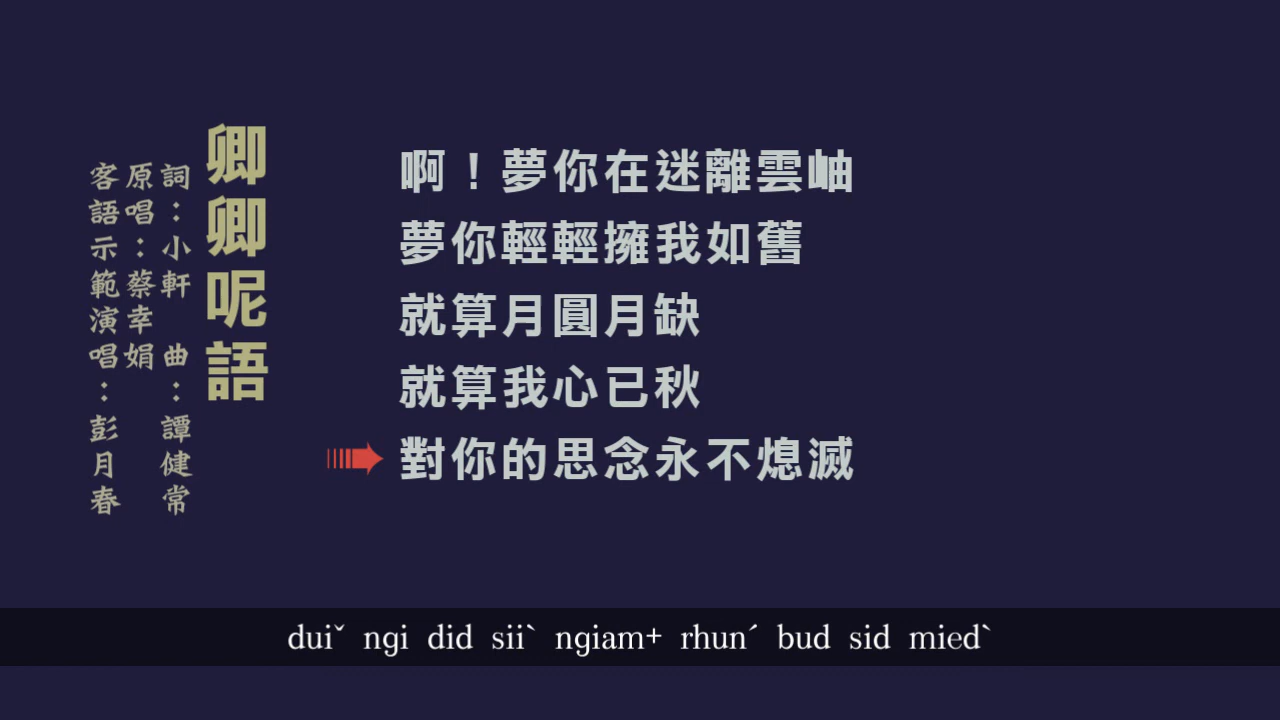 卿卿呢語
詞：小軒　曲：譚健常
原唱：蔡幸娟
客語示範演唱：彭月春
啊！夢你在迷離雲岫
夢你輕輕擁我如舊
就算月圓月缺
就算我心已秋
對你的思念永不熄滅
duiˇ ngi did siiˋ ngiam+ rhunˊ bud sid miedˋ